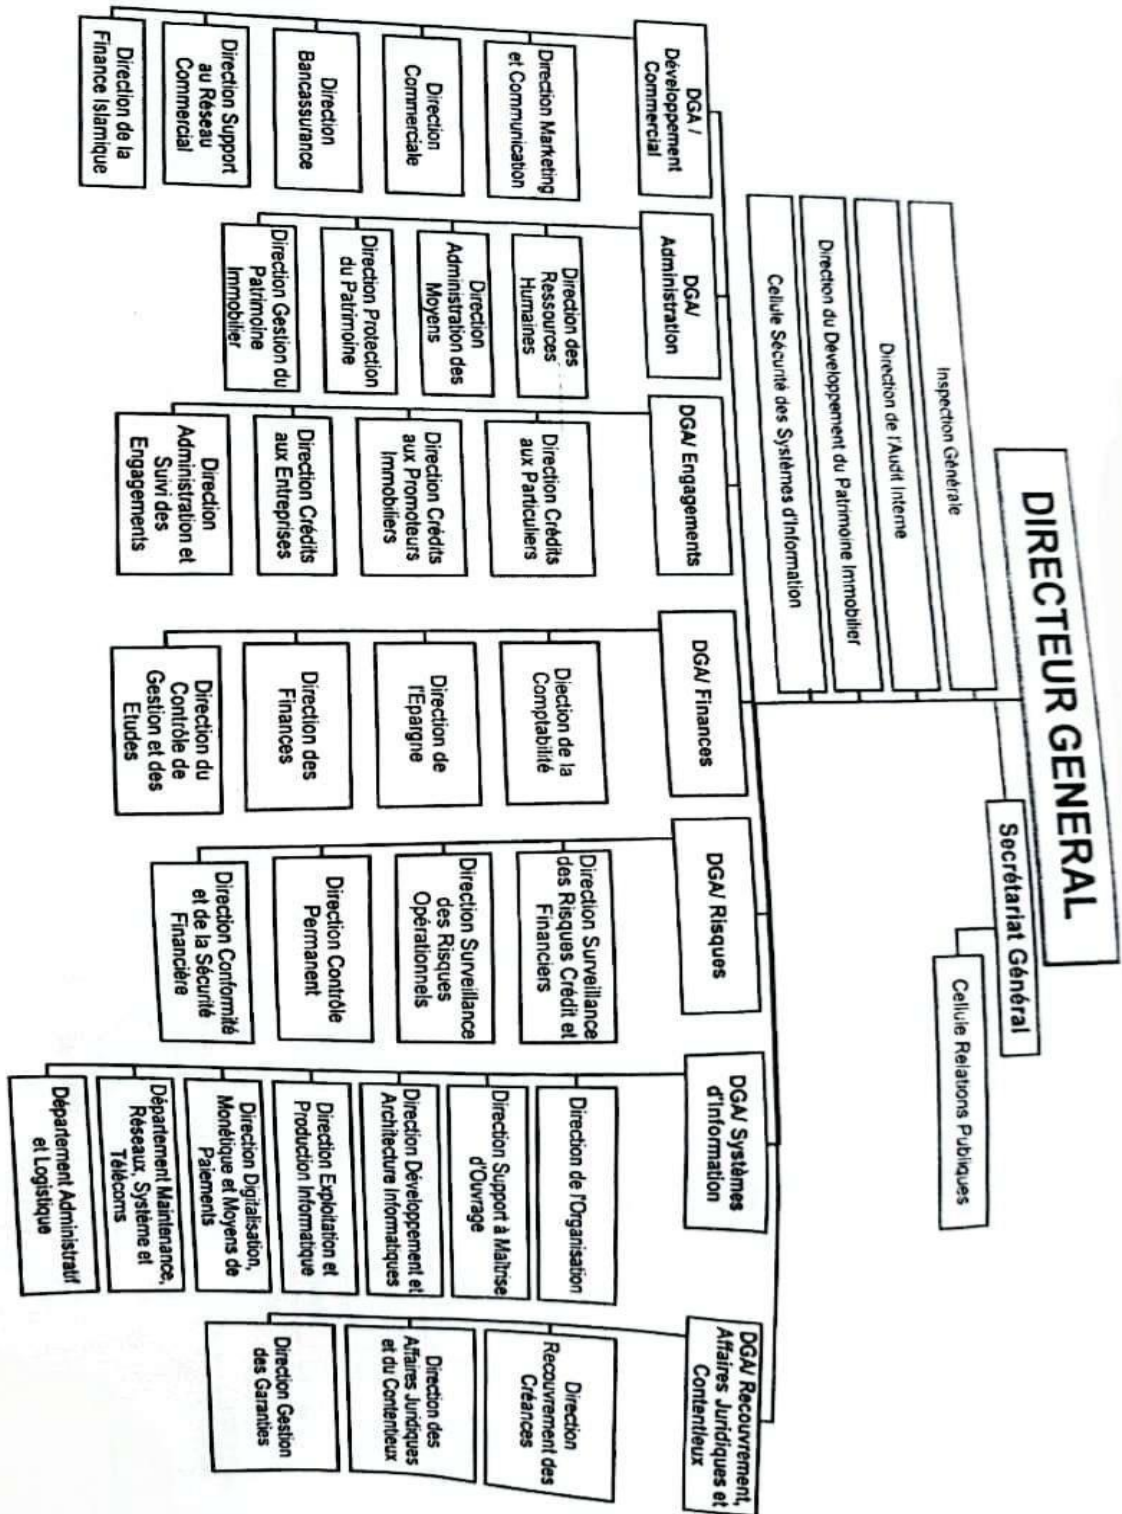 DIRECTEUR GENERAL
Secrétariat Général
Cellule Relations Publiques
Inspection Générale
Direction de l'Audit Interne
Direction du Développement du Patrimoine Immobilier
Cellule Sécurité des Systèmes d'Information
DGA /
Développement
Commercial
Direction Marketing
et Communication
Direction
Commerciale
Direction
Bancassurance
Direction Support
au Réseau
Commercial
Direction de la
Finance Islamique
DGA/
Administration
Direction des
Ressources
Humaines
Direction
Administration des
Moyens
Direction Protection
du Patrimoine
Direction Gestion du
Patrimoine
Immobilier
DGA/ Engagements
Direction Crédits
aux Particuliers
Direction Crédits
aux Promoteurs
Immobiliers
Direction Crédits
aux Entreprises
Direction
Administration et
Suivi des
Engagements
DGA/ Finances
Diection de la
Comptabilité
Direction de
l'Epargne
Direction des
Finances
Direction du
Contrôle de
Gestion et des
Etudes
DGA/ Risques
Direction Surveillance
des Risques Crédit et
Financiers
Direction Surveillance
des Risques
Opérationnels
Direction Contrôle
Permanent
Direction Conformité
et de la Sécurité
Financière
DGA/ Systèmes
d'Information
Direction de l'Organisation
Direction Support à Maîtrise
d'Ouvrage
Direction Développement et
Architecture Informatiques
Direction Exploitation et
Production Informatique
Direction Digitalisation,
Monétique et Moyens de
Paiements
Département Maintenance,
Réseaux, Système et
Télécoms
Département Administratif
et Logistique
DGA/ Recouvrement,
Affaires Juridiques et
Contentieux
Direction
Recouvrement des
Créances
Direction des
Affaires Juridiques
et du Contentieux
Direction Gestion
des Garanties